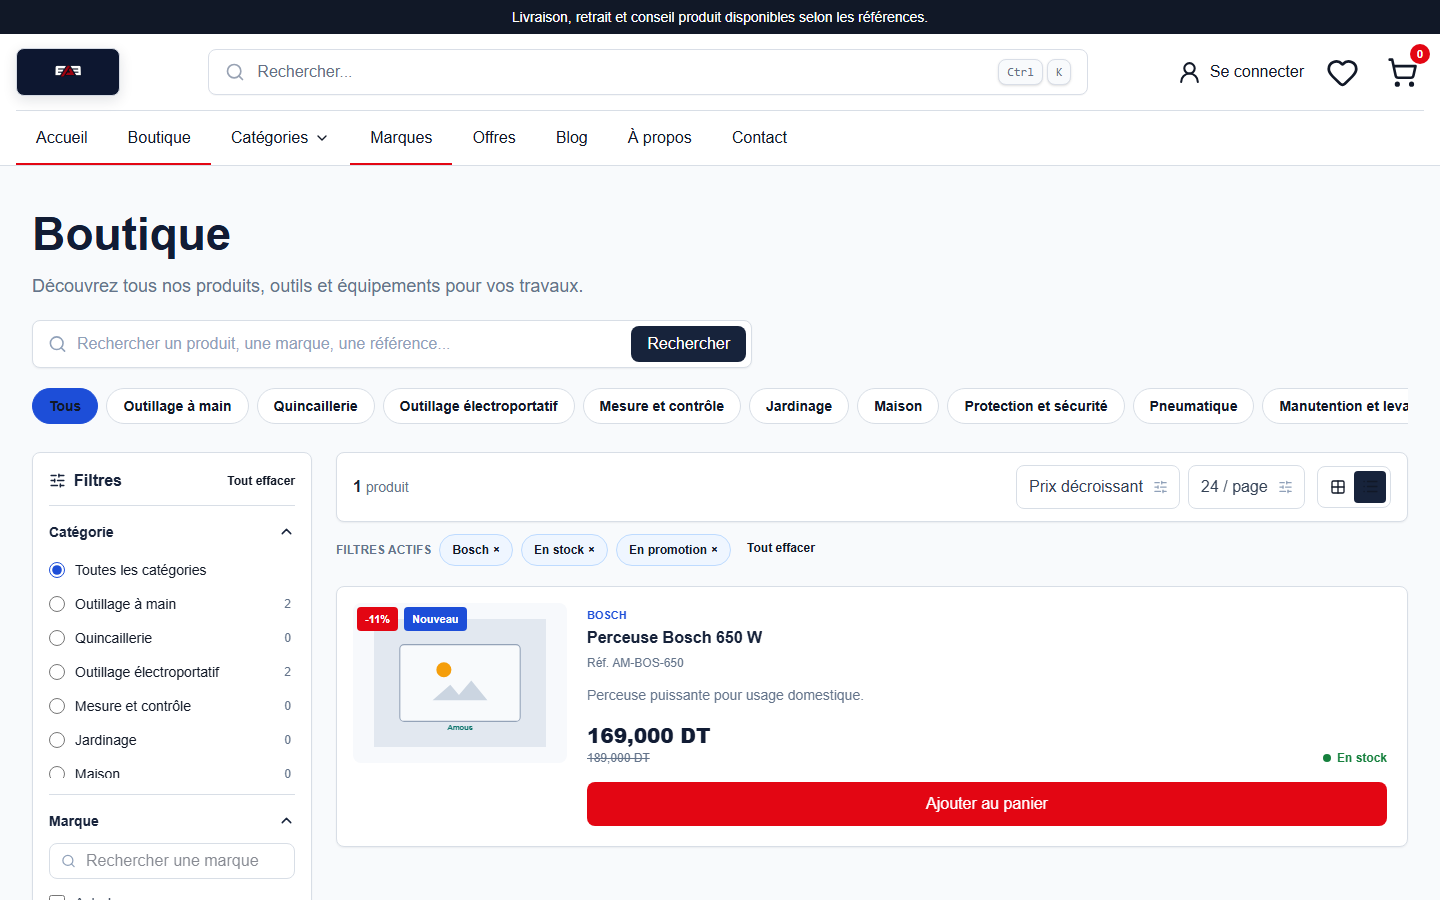 Livraison, retrait et conseil produit disponibles selon les références.
Rechercher...
Ctrl K
Se connecter
0
Accueil Boutique Catégories Marques Offres Blog À propos Contact
Boutique
Découvrez tous nos produits, outils et équipements pour vos travaux.
Rechercher un produit, une marque, une référence...
Rechercher
Tous Outillage à main Quincaillerie Outillage électroportatif Mesure et contrôle Jardinage Maison Protection et sécurité Pneumatique Manutention et leva
Filtres Tout effacer
Catégorie
Toutes les catégories
Outillage à main 2
Quincaillerie 0
Outillage électroportatif 2
Mesure et contrôle 0
Jardinage 0
Maison 0
Marque
Rechercher une marque
1 produit
Prix décroissant
24 / page
FILTRES ACTIFS Bosch × En stock × En promotion × Tout effacer
-11% Nouveau
Amous
BOSCH
Perceuse Bosch 650 W
Réf. AM-BOS-650
Perceuse puissante pour usage domestique.
169,000 DT
189,000 DT
En stock
Ajouter au panier